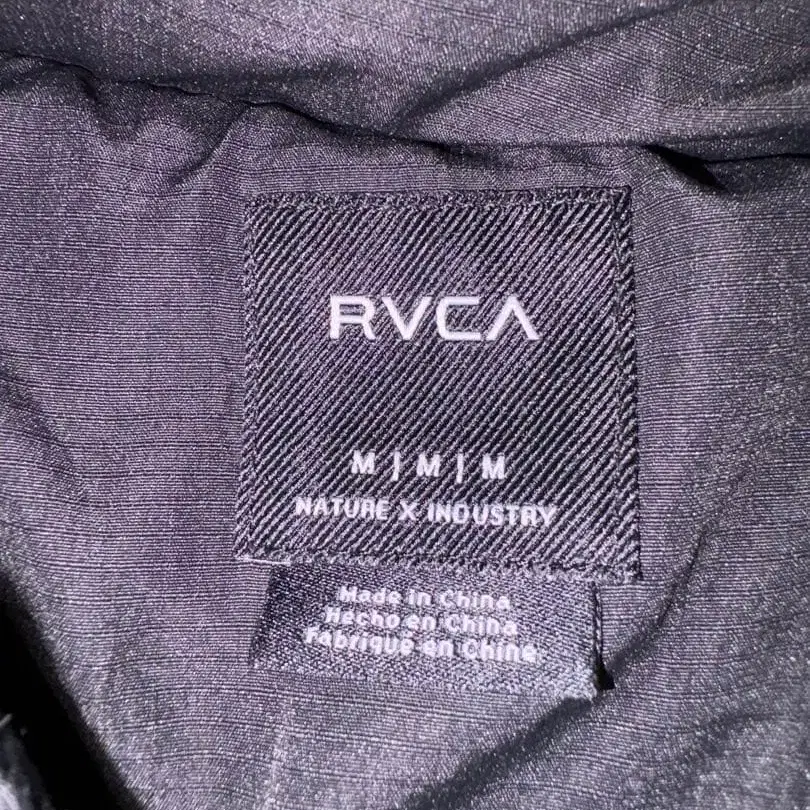 RVCA
M | M | M
NATURE X INDUSTRY
Made in China
Hecho en China
Fabriqué en Chine